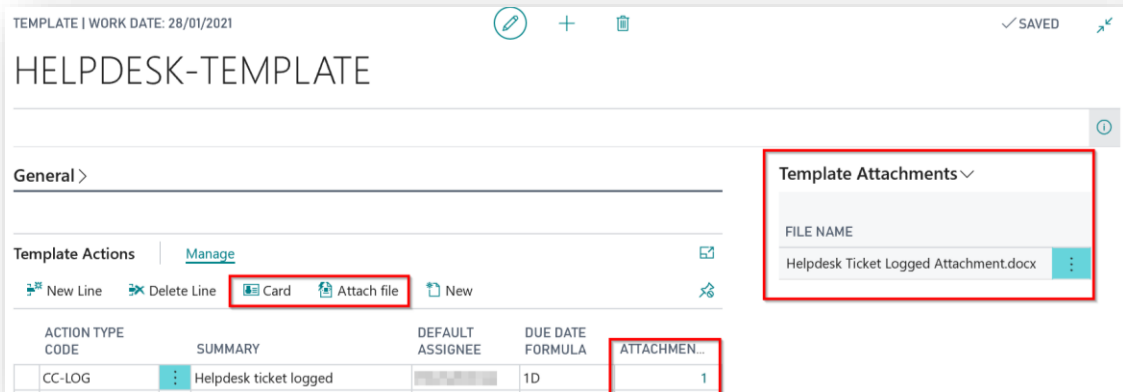 TEMPLATE | WORK DATE: 28/01/2021
SAVED
HELPDESK-TEMPLATE
General
Template Attachments
FILE NAME
Helpdesk Ticket Logged Attachment.docx
Template Actions Manage
New Line Delete Line Card Attach file New
ACTION TYPE CODE SUMMARY DEFAULT ASSIGNEE DUE DATE FORMULA ATTACHMEN...
CC-LOG Helpdesk ticket logged 1D 1